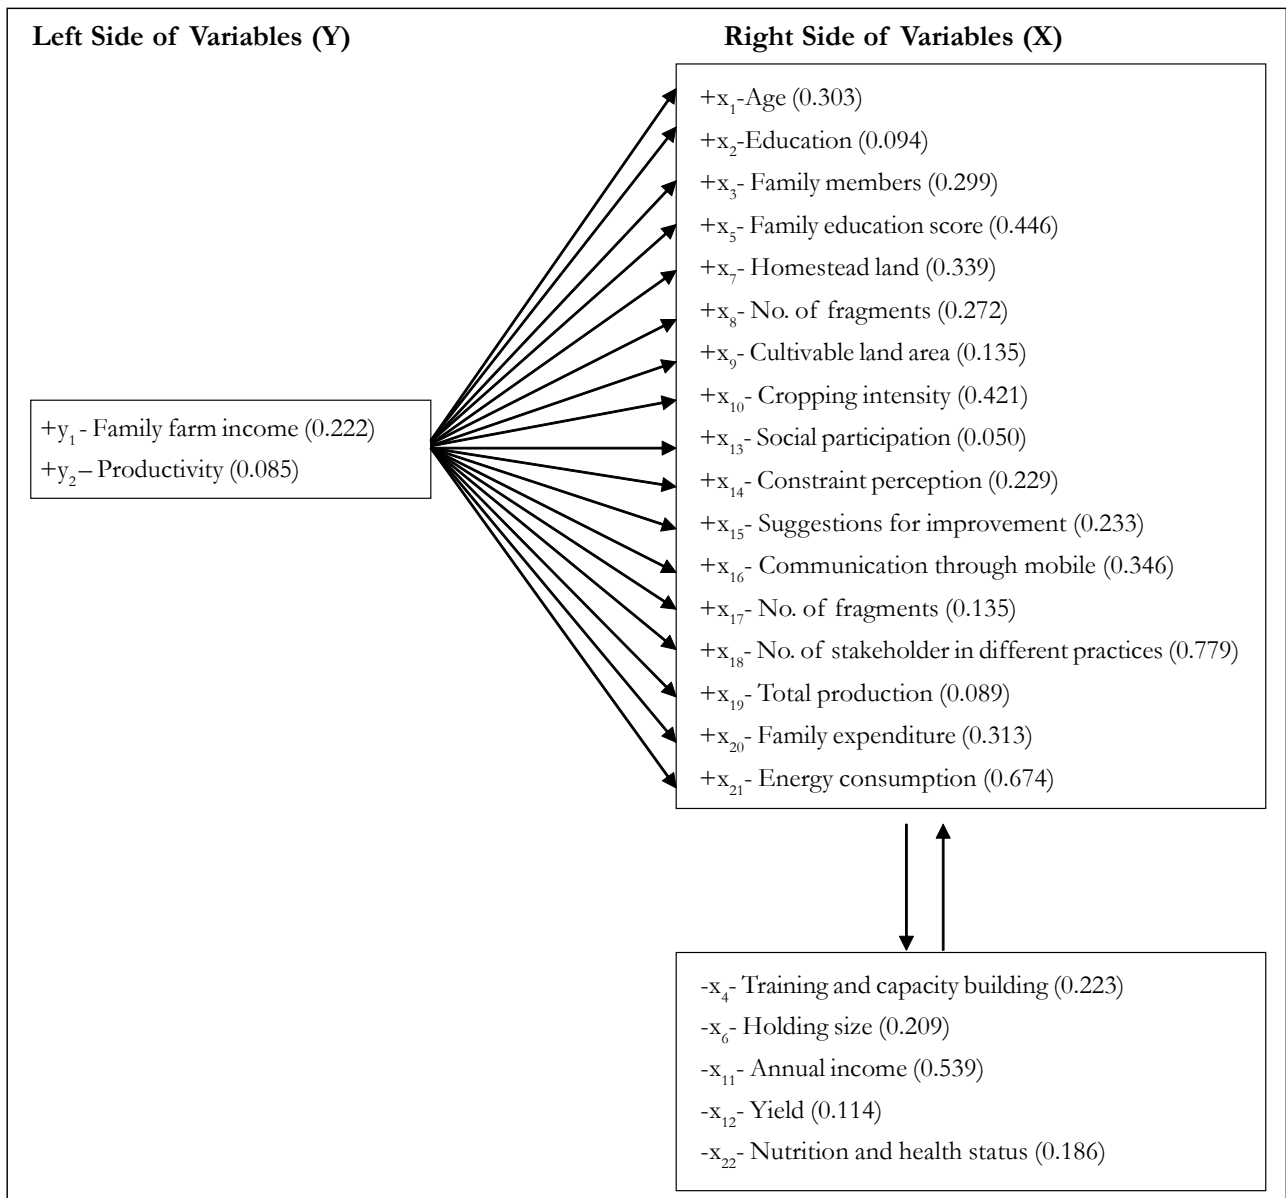 Left Side of Variables (Y)
Right Side of Variables (X)
+y₁ - Family farm income (0.222)
+y₂ – Productivity (0.085)
+x₁-Age (0.303)
+x₂-Education (0.094)
+x₃- Family members (0.299)
+x₅- Family education score (0.446)
+x₇- Homestead land (0.339)
+x₈- No. of fragments (0.272)
+x₉- Cultivable land area (0.135)
+x₁₀- Cropping intensity (0.421)
+x₁₃- Social participation (0.050)
+x₁₄- Constraint perception (0.229)
+x₁₅- Suggestions for improvement (0.233)
+x₁₆- Communication through mobile (0.346)
+x₁₇- No. of fragments (0.135)
+x₁₈- No. of stakeholder in different practices (0.779)
+x₁₉- Total production (0.089)
+x₂₀- Family expenditure (0.313)
+x₂₁- Energy consumption (0.674)
-x₄- Training and capacity building (0.223)
-x₆- Holding size (0.209)
-x₁₁- Annual income (0.539)
-x₁₂- Yield (0.114)
-x₂₂- Nutrition and health status (0.186)